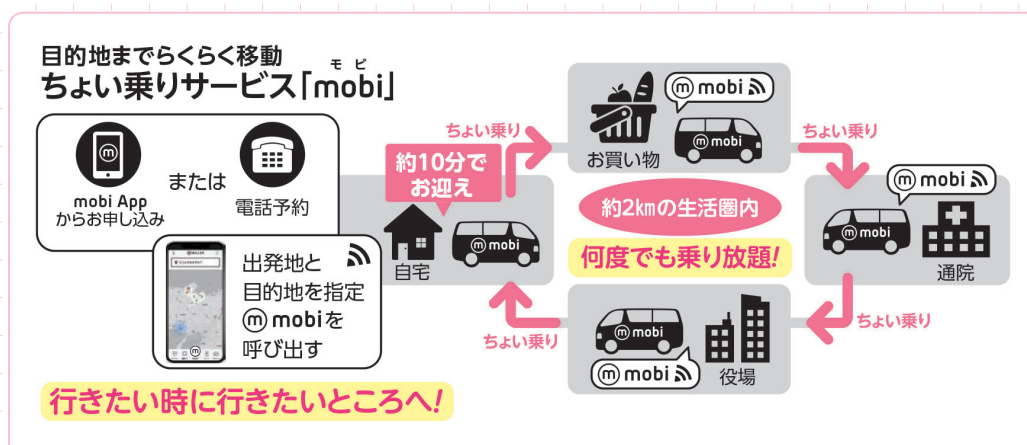 目的地までらくらく移動
モビ
ちょい乗りサービス「mobi」
m
mobi App
からお申し込み
または
電話予約
出発地と
目的地を指定
m mobiを
呼び出す
行きたい時に行きたいところへ!
約10分で
お迎え
自宅
m mobi
ちょい乗り
お買い物
m mobi
m mobi
ちょい乗り
m mobi
m mobi
通院
ちょい乗り
m mobi
m mobi
役場
ちょい乗り
約2kmの生活圏内
何度でも乗り放題!